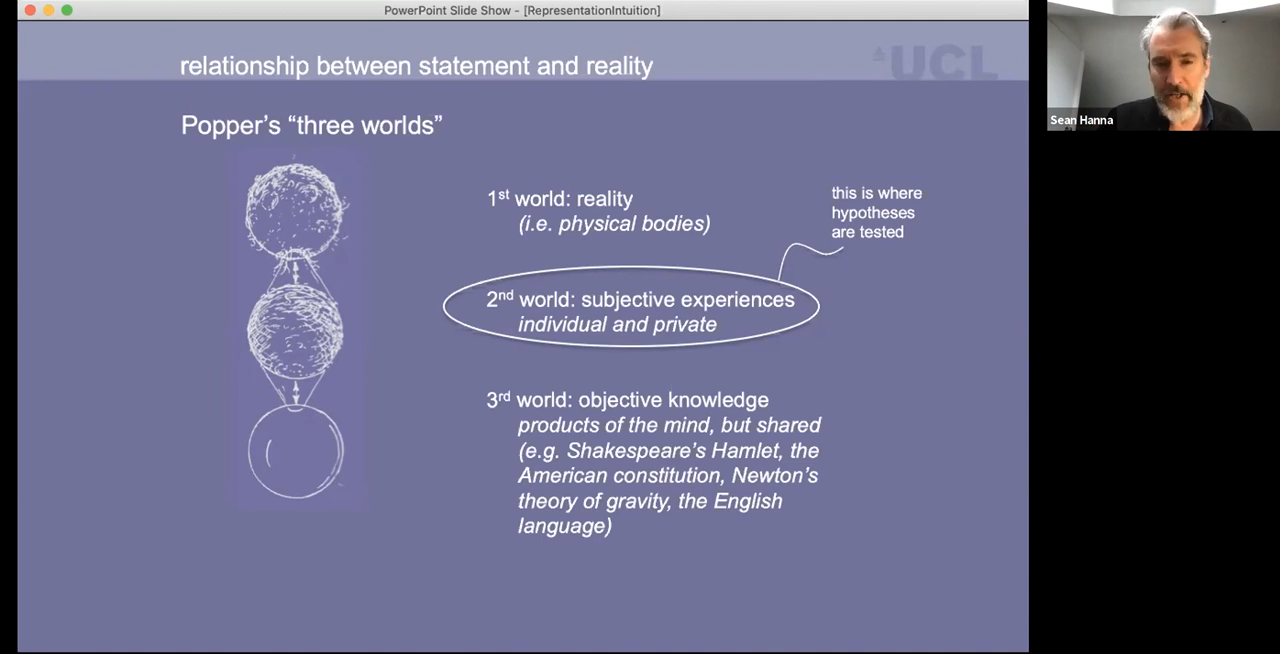 PowerPoint Slide Show - [RepresentationIntuition]
relationship between statement and reality
UCL
Popper's “three worlds”
1st world: reality
(i.e. physical bodies)
this is where
hypotheses
are tested
2nd world: subjective experiences
individual and private
3rd world: objective knowledge
products of the mind, but shared
(e.g. Shakespeare's Hamlet, the
American constitution, Newton's
theory of gravity, the English
language)
Sean Hanna